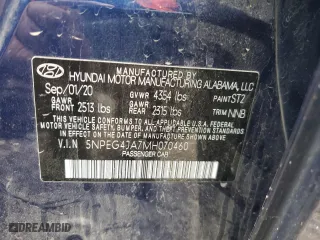 MANUFACTURED BY
HYUNDAI MOTOR MANUFACTURING ALABAMA, LLC
Sep/01/20 GVWR 4354 lbs PAINT ST2
GAWR FRONT 2513 lbs GAWR REAR 2315 lbs TRIM NNB
THIS VEHICLE CONFORMS TO ALL APPLICABLE
U.S. FEDERAL MOTOR VEHICLE SAFETY, BUMPER,
AND THEFT PREVENTION STANDARDS IN EFFECT ON
THE DATE OF MANUFACTURE SHOWN ABOVE.
V.I.N 5NPEG4JA7MH070460
PASSENGER CAR